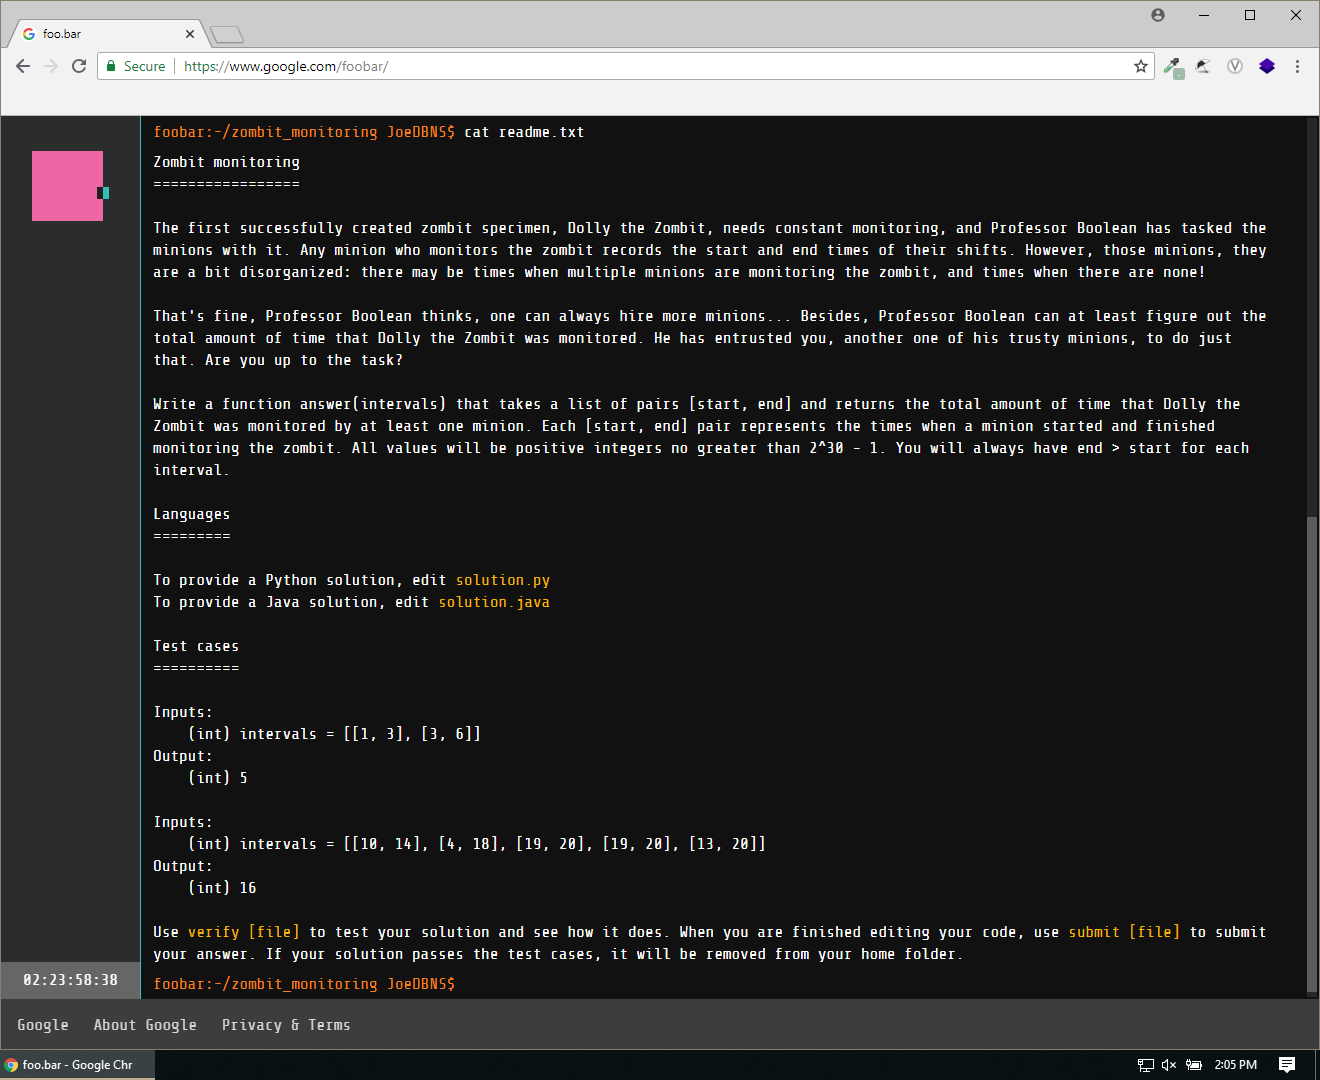 foo.bar
Secure
https://www.google.com/foobar/
foobar:~/zombit_monitoring JoeDBNS$ cat readme.txt
Zombit monitoring
=================
The first successfully created zombit specimen, Dolly the Zombit, needs constant monitoring, and Professor Boolean has tasked the
minions with it. Any minion who monitors the zombit records the start and end times of their shifts. However, those minions, they
are a bit disorganized: there may be times when multiple minions are monitoring the zombit, and times when there are none!
That's fine, Professor Boolean thinks, one can always hire more minions... Besides, Professor Boolean can at least figure out the
total amount of time that Dolly the Zombit was monitored. He has entrusted you, another one of his trusty minions, to do just
that. Are you up to the task?
Write a function answer(intervals) that takes a list of pairs [start, end] and returns the total amount of time that Dolly the
Zombit was monitored by at least one minion. Each [start, end] pair represents the times when a minion started and finished
monitoring the zombit. All values will be positive integers no greater than 2^30 - 1. You will always have end > start for each
interval.
Languages
=========
To provide a Python solution, edit solution.py
To provide a Java solution, edit solution.java
Test cases
==========
Inputs:
(int) intervals = [[1, 3], [3, 6]]
Output:
(int) 5
Inputs:
(int) intervals = [[10, 14], [4, 18], [19, 20], [19, 20], [13, 20]]
Output:
(int) 16
Use verify [file] to test your solution and see how it does. When you are finished editing your code, use submit [file] to submit
your answer. If your solution passes the test cases, it will be removed from your home folder.
02:23:58:38
foobar:~/zombit_monitoring JoeDBNS$
Google About Google Privacy & Terms
foo.bar - Google Chr
2:05 PM